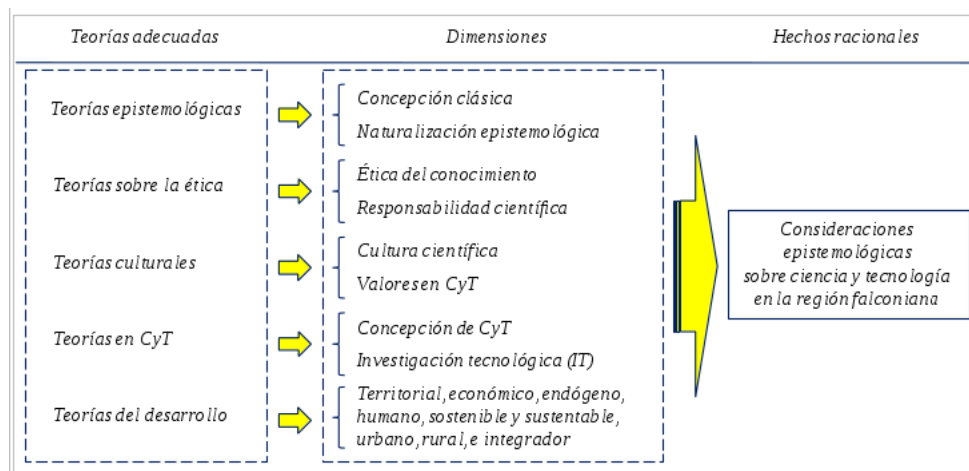 Teorías adecuadas
Dimensiones
Hechos racionales
Teorías epistemológicas
Concepción clásica
Naturalización epistemológica
Teorías sobre la ética
Ética del conocimiento
Responsabilidad científica
Teorías culturales
Cultura científica
Valores en CyT
Teorías en CyT
Concepción de CyT
Investigación tecnológica (IT)
Teorías del desarrollo
Territorial, económico, endógeno,
humano, sostenible y sustentable,
urbano, rural, e integrador
Consideraciones
epistemológicas
sobre ciencia y tecnología
en la región falconiana